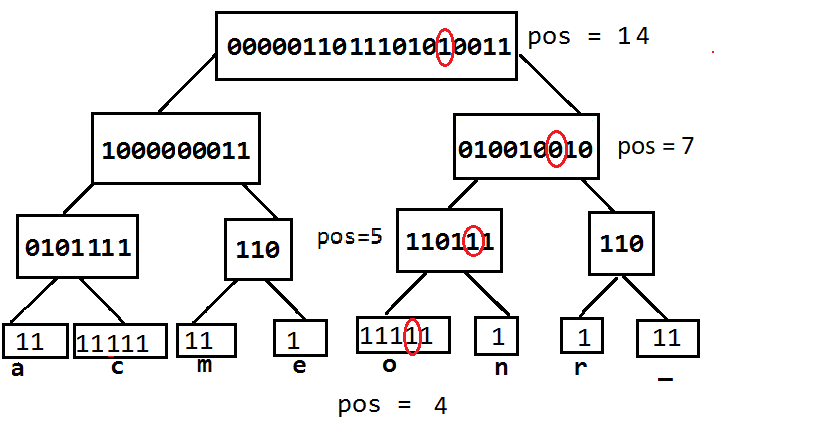 0000011011101010011 pos = 14
1000000011
010010010 pos = 7
0101111
110
pos=5
110111
110
11
11111
11
1
11111
1
1
11
a
c
m
e
o
n
r
_
pos = 4